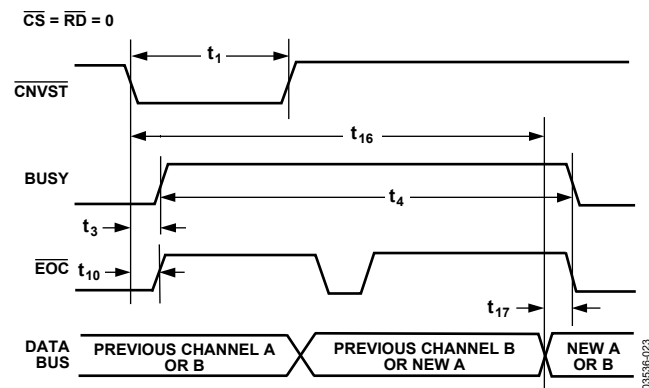 CS = RD = 0
t1
CNVST
t16
BUSY
t4
t3
EOC
t10
t17
DATA
BUS
PREVIOUS CHANNEL A
OR B
PREVIOUS CHANNEL B
OR NEW A
NEW A
OR B
03536-023